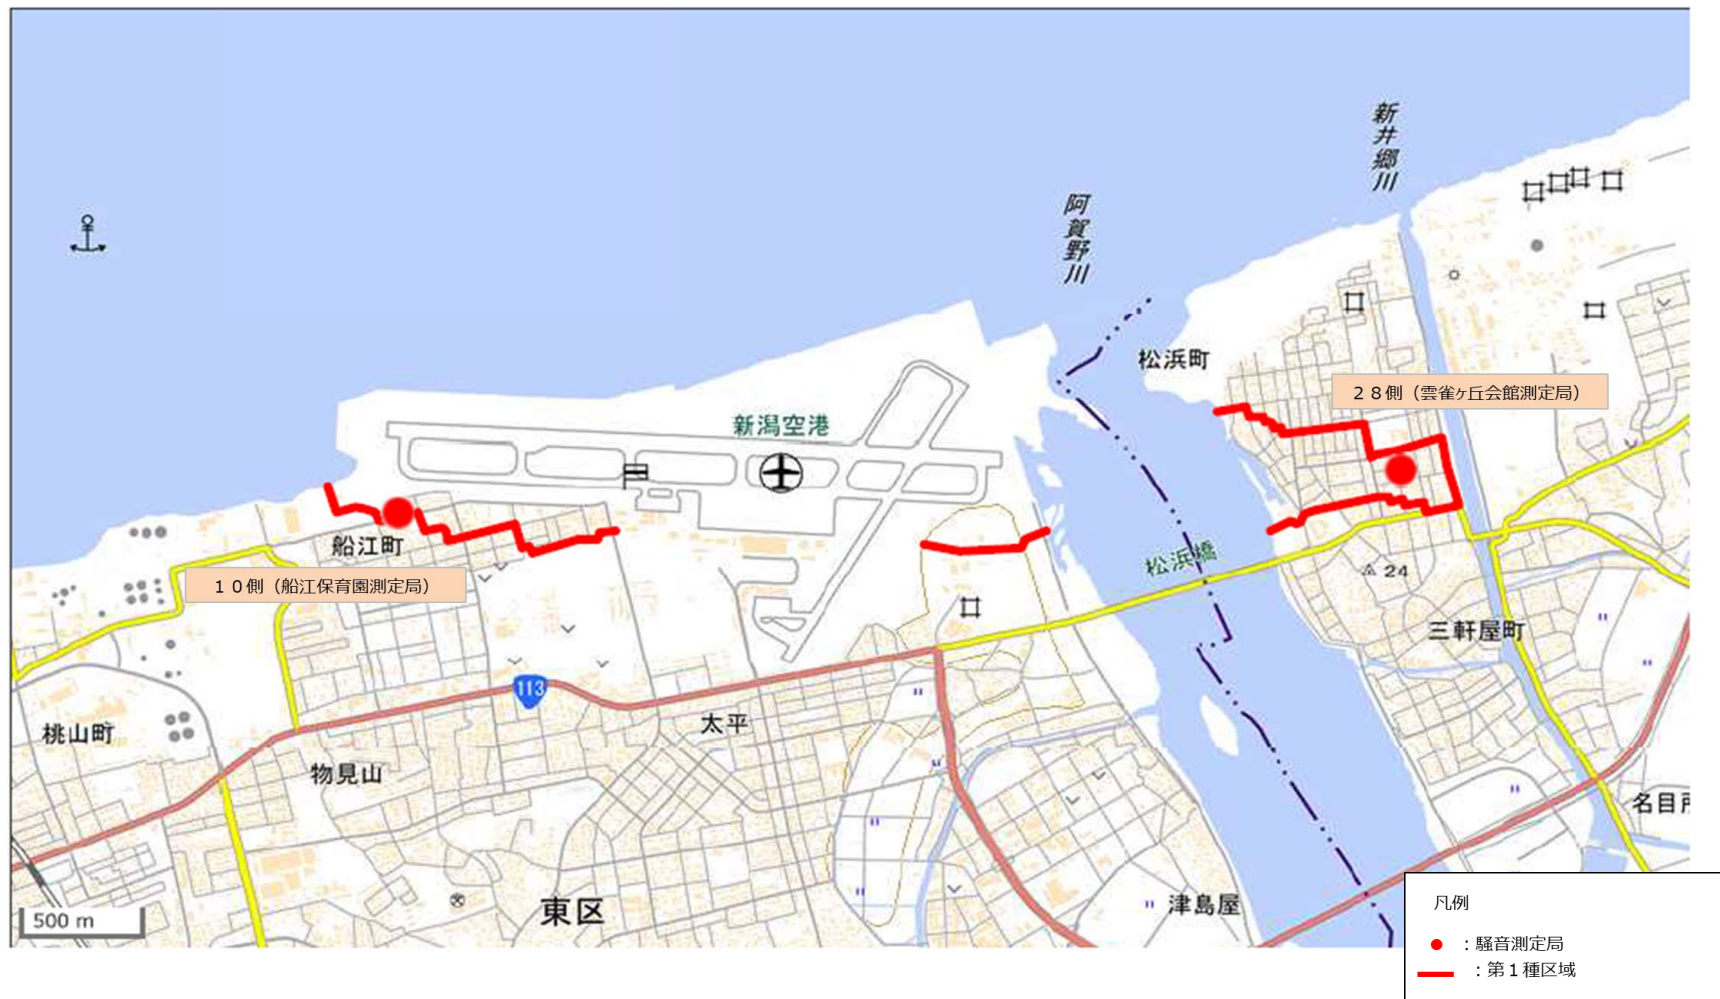 新井郷川
阿賀野川
松浜町
28側（雲雀ヶ丘会館測定局）
新潟空港
船江町
松浜橋
24
10側（船江保育園測定局）
三軒屋町
113
太平
桃山町
物見山
東区
津島屋
500 m
凡例
：騒音測定局
：第1種区域